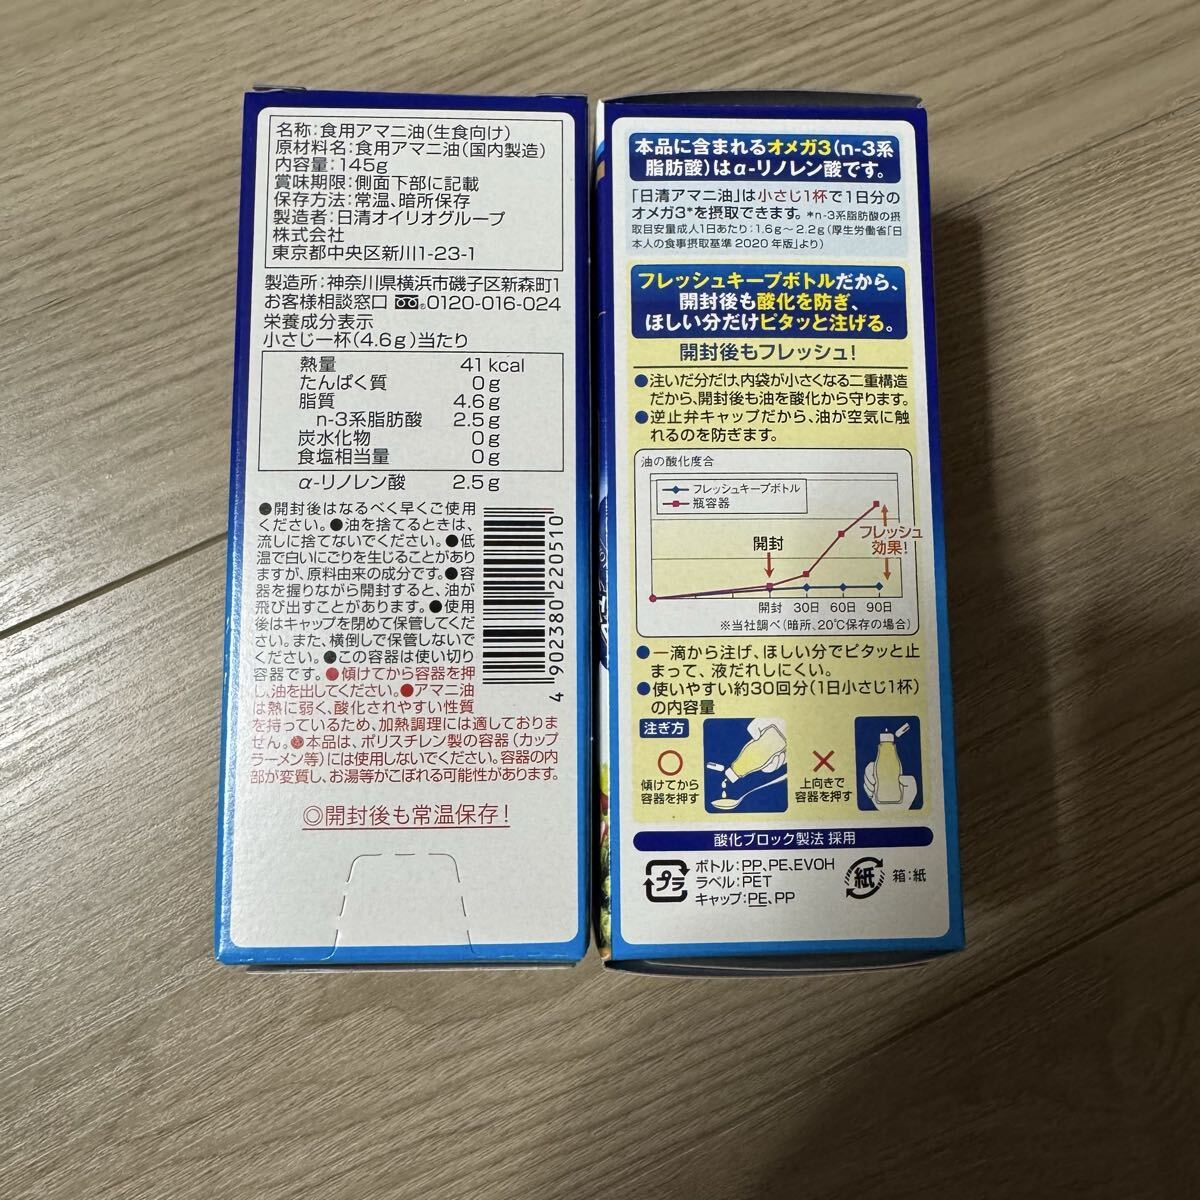 名称:食用アマニ油(生食向け)
原材料名:食用アマニ油(国内製造)
内容量:145g
賞味期限:側面下部に記載
保存方法:常温、暗所保存
製造者:日清オイリオグループ
株式会社
東京都中央区新川1-23-1
製造所:神奈川県横浜市磯子区新森町1
お客様相談窓口 0120-016-024
栄養成分表示
小さじ一杯(4.6g)当たり
熱量 41kcal
たんぱく質 0g
脂質 4.6g
n-3系脂肪酸 2.5g
炭水化物 0g
食塩相当量 0g
α-リノレン酸 2.5g
●開封後はなるべく早くご使用
ください。●油を捨てるときは、
流しに捨てないでください。●低
温で白いにごりを生じることがあり
ますが、原料由来の成分です。●容
器を握りながら開封すると、油が
飛び出すことがあります。●使用
後はキャップを閉めて保管してくだ
さい。また、横倒しで保管しないで
ください。●この容器は使い切り
容器です。●傾けてから容器を押
し、油を出してください。●アマニ油
は熱に弱く、酸化されやすい性質
を持っているため、加熱調理には適しておりま
せん。●本品は、ポリスチレン製の容器(カップ
ラーメン等)には使用しないでください。容器の内
部が変質し、お湯等がこぼれる可能性があります。
4 902380 220510
◎開封後も常温保存!
本品に含まれるオメガ3(n-3系
脂肪酸)はα-リノレン酸です。
「日清アマニ油」は小さじ1杯で1日分の
オメガ3*を摂取できます。*n-3系脂肪酸の摂
取目安量成人1日あたり:1.6g～2.2g(厚生労働省「日
本人の食事摂取基準2020年版」より)
フレッシュキープボトルだから、
開封後も酸化を防ぎ、
ほしい分だけピタッと注げる。
開封後もフレッシュ!
●注いだ分だけ、内袋が小さくなる二重構造
だから、開封後も油を酸化から守ります。
●逆止弁キャップだから、油が空気に触
れるのを防ぎます。
油の酸化度合
フレッシュキープボトル
瓶容器
開封
フレッシュ
効果!
開封 30日 60日 90日
※当社調べ(暗所、20℃保存の場合)
●一滴から注げ、ほしい分でピタッと止
まって、液だれしにくい。
●使いやすい約30回分(1日小さじ1杯)
の内容量
注ぎ方
○
傾けてから
容器を押す
×
上向きで
容器を押す
酸化ブロック製法 採用
プラ
ボトル:PP、PE、EVOH
ラベル:PET
キャップ:PE、PP
紙
箱:紙